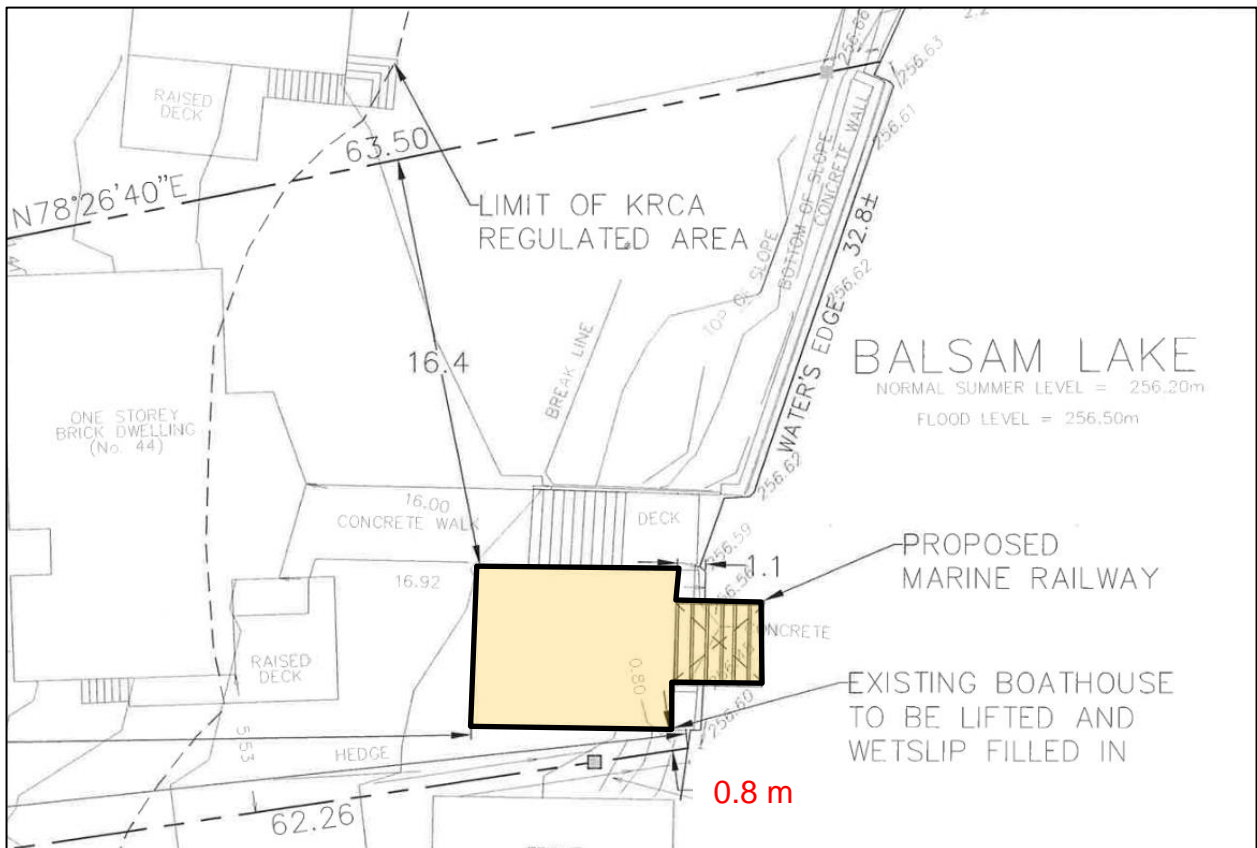 2.2
256.66
256.63
RAISED
DECK
63.50
N78°26'40"E
LIMIT OF KRCA
REGULATED AREA
CONCRETE WALL
256.61
BOTTOM OF SLOPE
TOP OF SLOPE
WATER'S EDGE 32.8±
256.62
16.4
BREAK LINE
BALSAM LAKE
NORMAL SUMMER LEVEL = 256.20m
FLOOD LEVEL = 256.50m
ONE STOREY
BRICK DWELLING
(No. 44)
256.62
16.00
CONCRETE WALK
DECK
256.59
1.1
PROPOSED
MARINE RAILWAY
16.92
CONCRETE
RAISED
DECK
0.80
256.60
EXISTING BOATHOUSE
TO BE LIFTED AND
WETSLIP FILLED IN
5.53
HEDGE
0.8 m
62.26